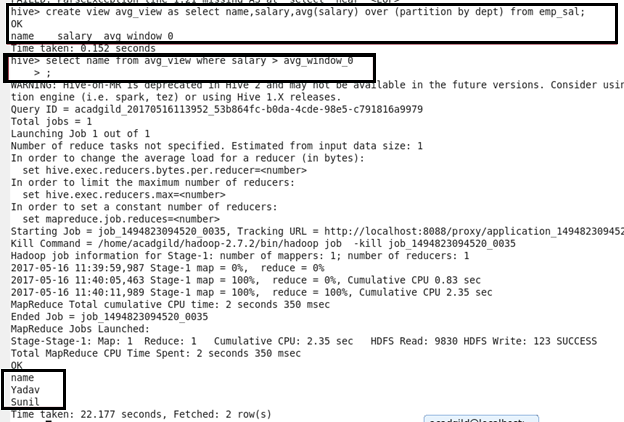 hive> create view avg_view as select name,salary,avg(salary) over (partition by dept) from emp_sal;
OK
name    salary  avg_window_0
Time taken: 0.152 seconds
hive> select name from avg_view where salary > avg_window_0
    > ;
WARNING: Hive-on-MR is deprecated in Hive 2 and may not be available in the future versions. Consider usin
tion engine (i.e. spark, tez) or using Hive 1.X releases.
Query ID = acadgild_20170516113952_53b864fc-b0da-4cde-98e5-c791816a9979
Total jobs = 1
Launching Job 1 out of 1
Number of reduce tasks not specified. Estimated from input data size: 1
In order to change the average load for a reducer (in bytes):
  set hive.exec.reducers.bytes.per.reducer=<number>
In order to limit the maximum number of reducers:
  set hive.exec.reducers.max=<number>
In order to set a constant number of reducers:
  set mapreduce.job.reduces=<number>
Starting Job = job_1494823094520_0035, Tracking URL = http://localhost:8088/proxy/application_149482309452
Kill Command = /home/acadgild/hadoop-2.7.2/bin/hadoop job  -kill job_1494823094520_0035
Hadoop job information for Stage-1: number of mappers: 1; number of reducers: 1
2017-05-16 11:39:59,987 Stage-1 map = 0%,  reduce = 0%
2017-05-16 11:40:05,463 Stage-1 map = 100%,  reduce = 0%, Cumulative CPU 0.83 sec
2017-05-16 11:40:11,989 Stage-1 map = 100%,  reduce = 100%, Cumulative CPU 2.35 sec
MapReduce Total cumulative CPU time: 2 seconds 350 msec
Ended Job = job_1494823094520_0035
MapReduce Jobs Launched:
Stage-Stage-1: Map: 1  Reduce: 1   Cumulative CPU: 2.35 sec   HDFS Read: 9830 HDFS Write: 123 SUCCESS
Total MapReduce CPU Time Spent: 2 seconds 350 msec
OK
name
Yadav
Sunil
Time taken: 22.177 seconds, Fetched: 2 row(s)